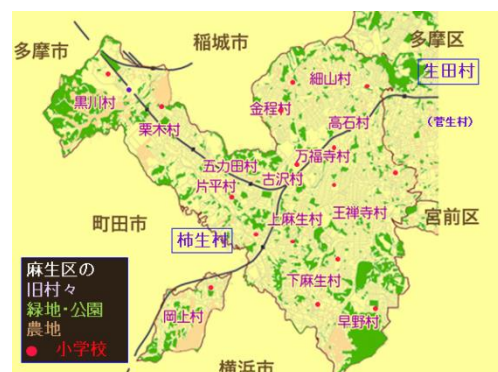 多摩市
稲城市
多摩区
細山村
生田村
黒川村
金程村
高石村
(菅生村)
栗木村
万福寺村
五力田村
古沢村
片平村
王禅寺村
宮前区
町田市
上麻生村
柿生村
下麻生村
岡上村
早野村
横浜市
麻生区の
旧村々
緑地・公園
農地
小学校